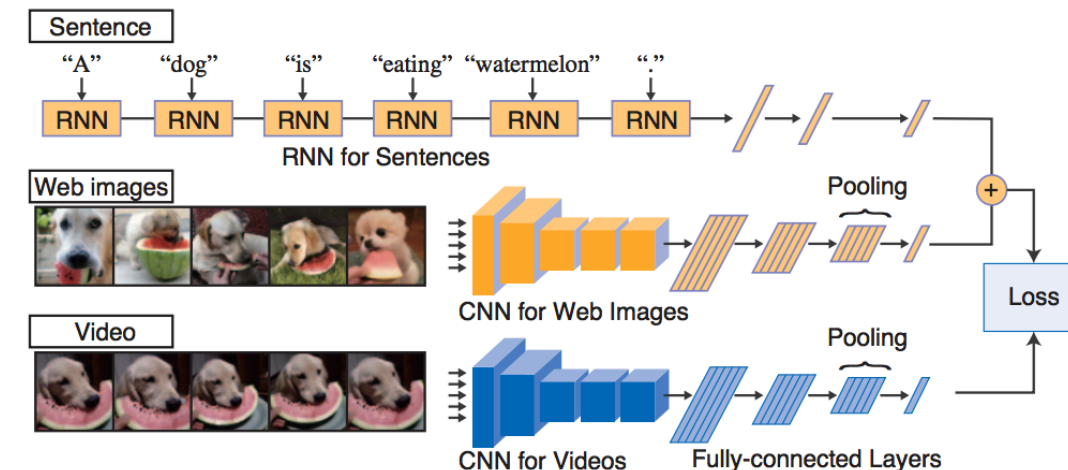 Sentence
“A” “dog” “is” “eating” “watermelon” “.”
RNN RNN RNN RNN RNN RNN
RNN for Sentences
Web images
Pooling
+
CNN for Web Images
Loss
Video
Pooling
CNN for Videos
Fully-connected Layers